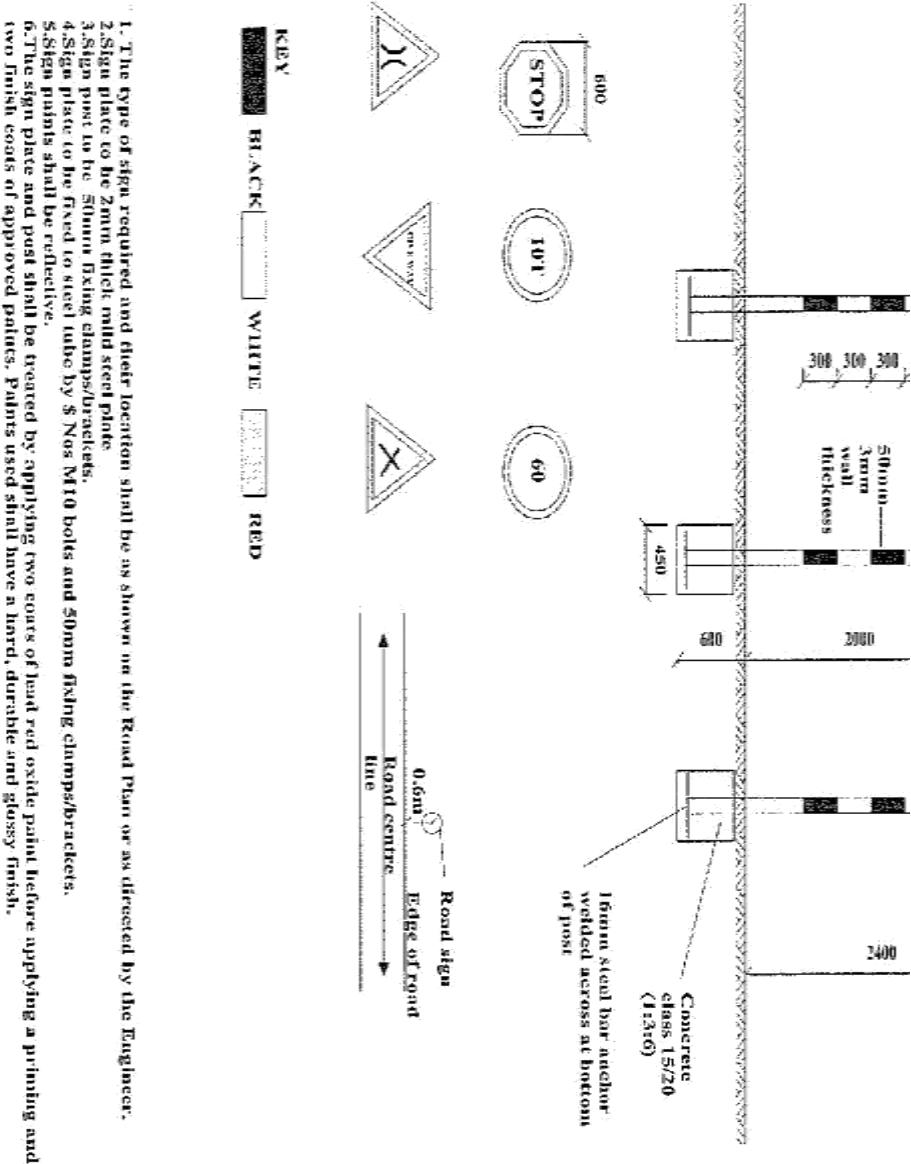 300 300 300
50mm
3mm
wall
thickness
2000
2400
600
450
16mm steel bar anchor
welded across at bottom
of post
Concrete
class 15/20
(1:3:6)
600
STOP
10T
60
GIVE WAY
0.6m
Road sign
Edge of road
Road centre
line
KEY
BLACK
WHITE
RED
1. The type of sign required and their location shall be as shown on the Road Plan or as directed by the Engineer.
2.Sign plate to be 2mm thick mild steel plate
3.Sign post to be 50mm fixing clamps/brackets.
4.Sign plate to be fixed to steel tube by $ Nos M10 bolts and 50mm fixing clamps/brackets.
5.Sign paints shall be reflective.
6.The sign plate and post shall be treated by applying two coats of lead red oxide paint before applying a priming and
two finish coats of approved paints. Paints used shall have a hard, durable and glossy finish.